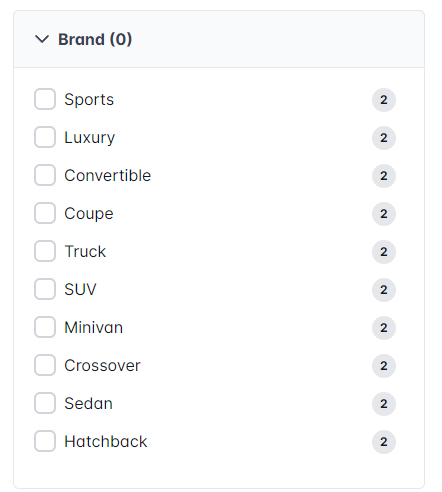 Brand (0)
Sports 2
Luxury 2
Convertible 2
Coupe 2
Truck 2
SUV 2
Minivan 2
Crossover 2
Sedan 2
Hatchback 2